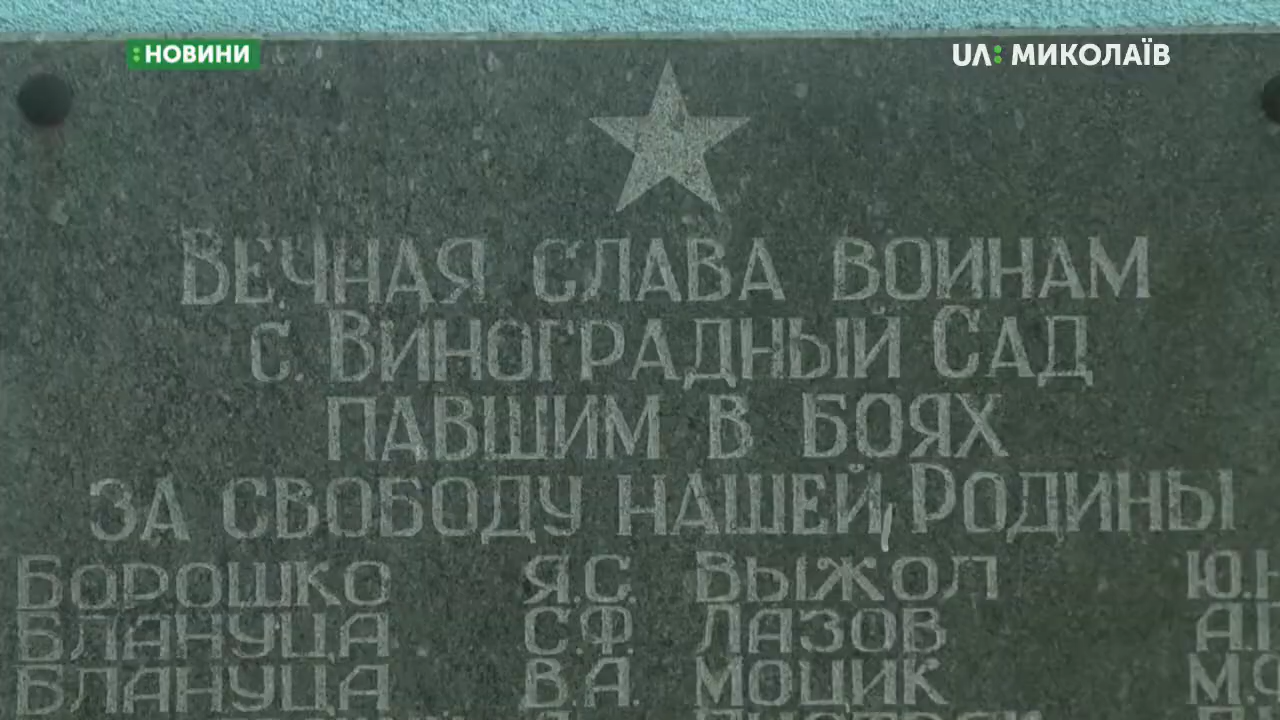 :НОВИНИ
UA: МИКОЛАЇВ
ВЕЧНАЯ СЛАВА ВОИНАМ
С. ВИНОГРАДНЫЙ САД
ПАВШИМ В БОЯХ
ЗА СВОБОДУ НАШЕЙ РОДИНЫ
БОРОШКО Я.С. ВЫЖОЛ Ю.Н
БЛАНУЦА С.Ф. ЛАЗОВ
БЛАНУЦА В.А. МОЦИК